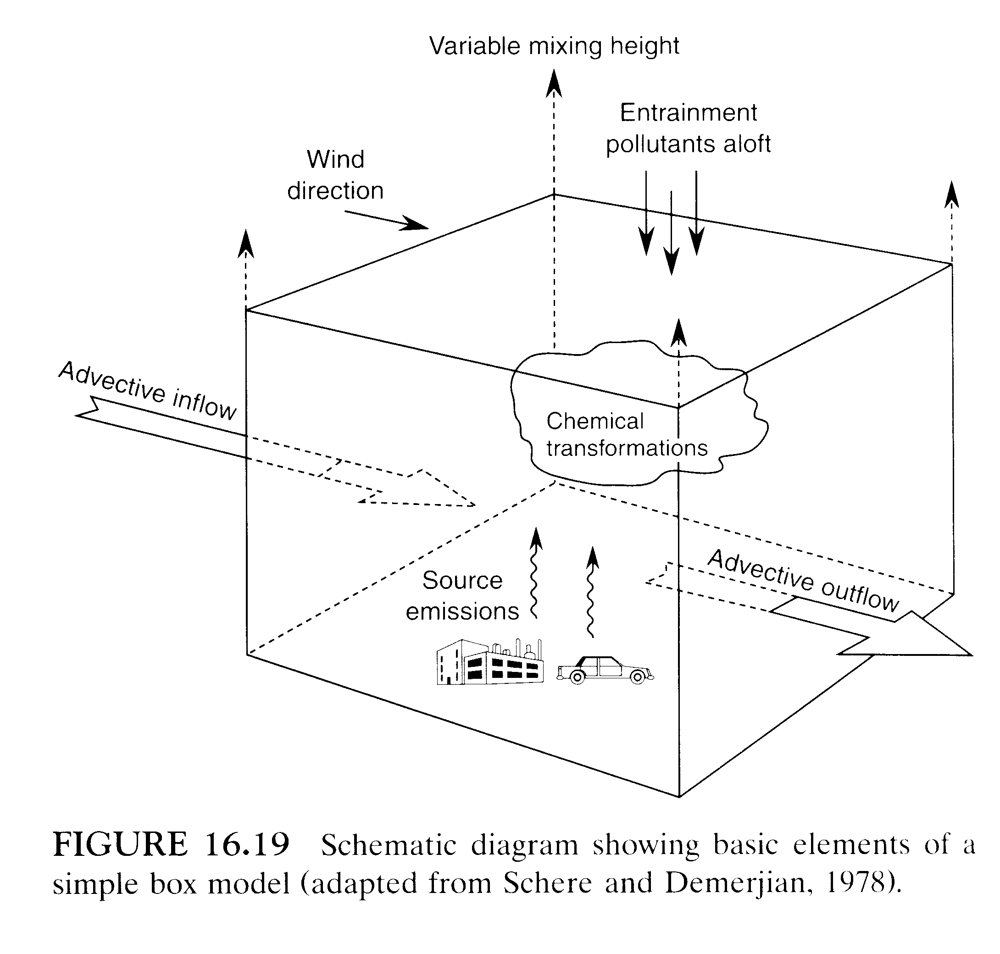 Variable mixing height
Entrainment
pollutants aloft
Wind
direction
Advective inflow
Chemical
transformations
Advective outflow
Source
emissions
FIGURE 16.19 Schematic diagram showing basic elements of a
simple box model (adapted from Schere and Demerjian, 1978).